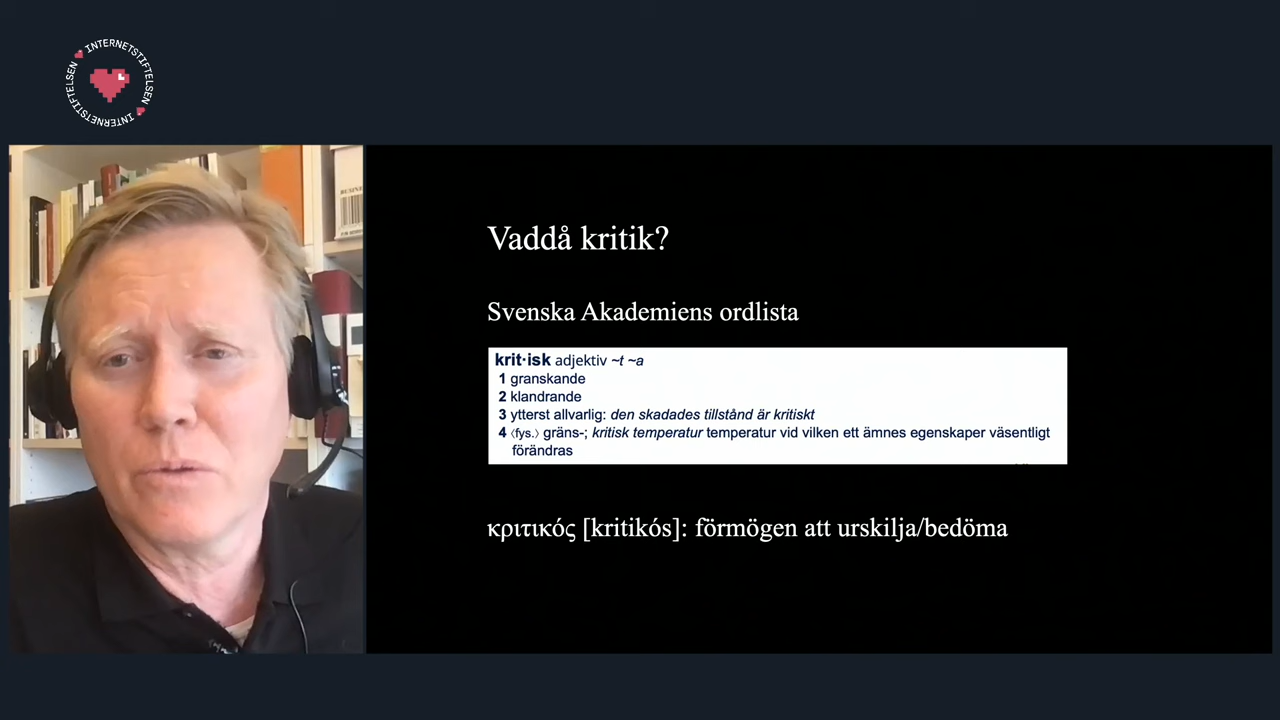 INTERNETSTIFTELSEN
INTERNETSTIFTELSEN
Vaddå kritik?
Svenska Akademiens ordlista
krit·isk adjektiv ~t ~a
1 granskande
2 klandrande
3 ytterst allvarlig: den skadades tillstånd är kritiskt
4 〈fys.〉 gräns-; kritisk temperatur temperatur vid vilken ett ämnes egenskaper väsentligt
förändras
κριτικός [kritikós]: förmögen att urskilja/bedöma